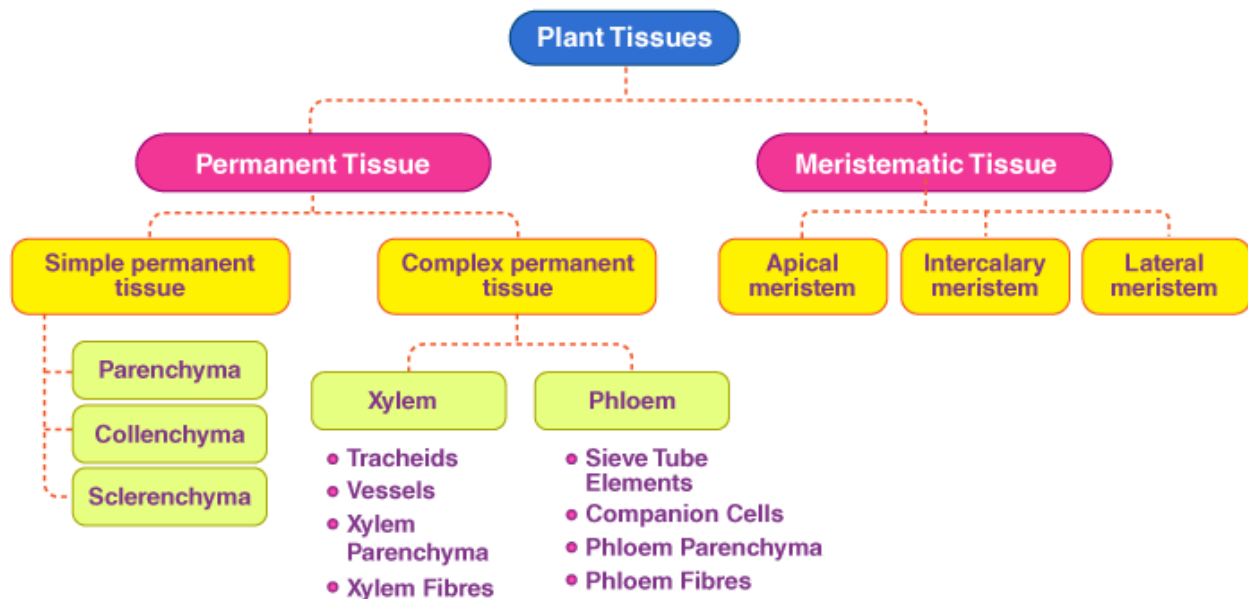 Plant Tissues
Permanent Tissue
Meristematic Tissue
Simple permanent
tissue
Complex permanent
tissue
Apical
meristem
Intercalary
meristem
Lateral
meristem
Parenchyma
Collenchyma
Sclerenchyma
Xylem
Tracheids
Vessels
Xylem
Parenchyma
Xylem Fibres
Phloem
Sieve Tube
Elements
Companion Cells
Phloem Parenchyma
Phloem Fibres